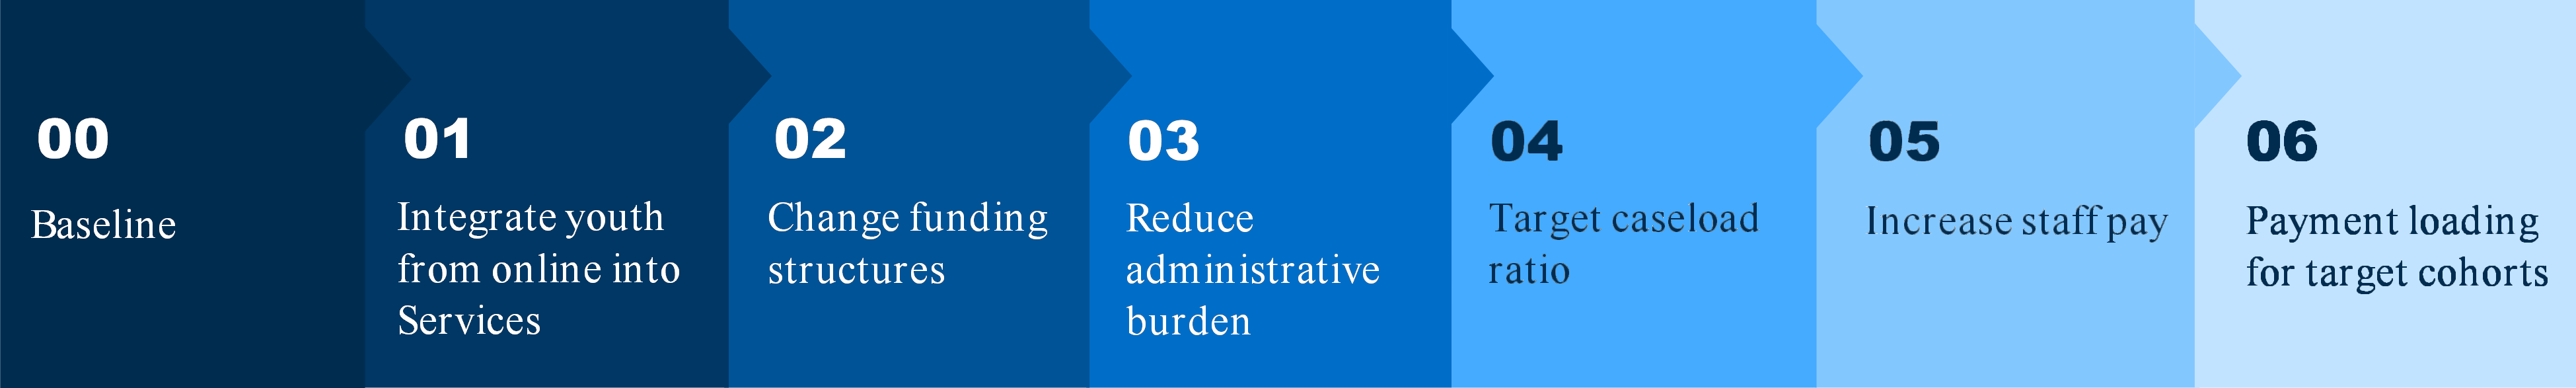 00
Baseline
01
Integrate youth
from online into
Services
02
Change funding
structures
03
Reduce
administrative
burden
04
Target caseload
ratio
05
Increase staff pay
06
Payment loading
for target cohorts